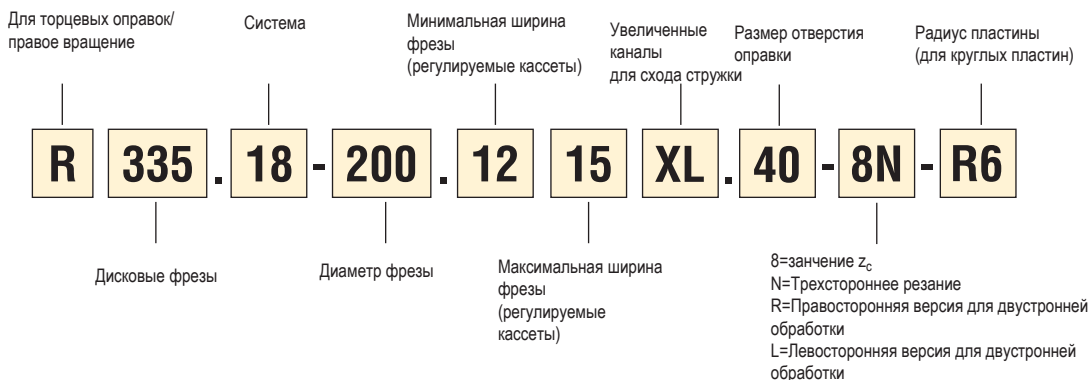 Для торцевых оправок/
правое вращение
Система
Минимальная ширина
фрезы
(регулируемые кассеты)
Увеличенные
каналы
для схода стружки
Размер отверстия
оправки
Радиус пластины
(для круглых пластин)
R 335 . 18 - 200 . 12 15 XL . 40 - 8N - R6
Дисковые фрезы
Диаметр фрезы
Максимальная ширина
фрезы
(регулируемые
кассеты)
8=занчение zc
N=Трехстороннее резание
R=Правосторонняя версия для двустронней
обработки
L=Левосторонняя версия для двустронней
обработки